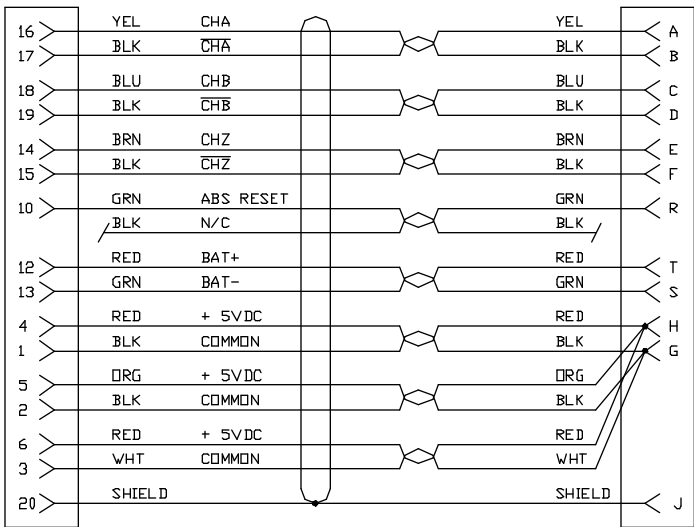 16 YEL CHA YEL A
17 BLK C̅H̅A̅ BLK B
18 BLU CHB BLU C
19 BLK C̅H̅B̅ BLK D
14 BRN CHZ BRN E
15 BLK C̅H̅Z̅ BLK F
10 GRN ABS RESET GRN R
BLK N/C BLK
12 RED BAT+ RED T
13 GRN BAT- GRN S
4 RED + 5VDC RED H
1 BLK COMMON BLK G
5 ORG + 5VDC ORG
2 BLK COMMON BLK
6 RED + 5VDC RED
3 WHT COMMON WHT
20 SHIELD SHIELD J